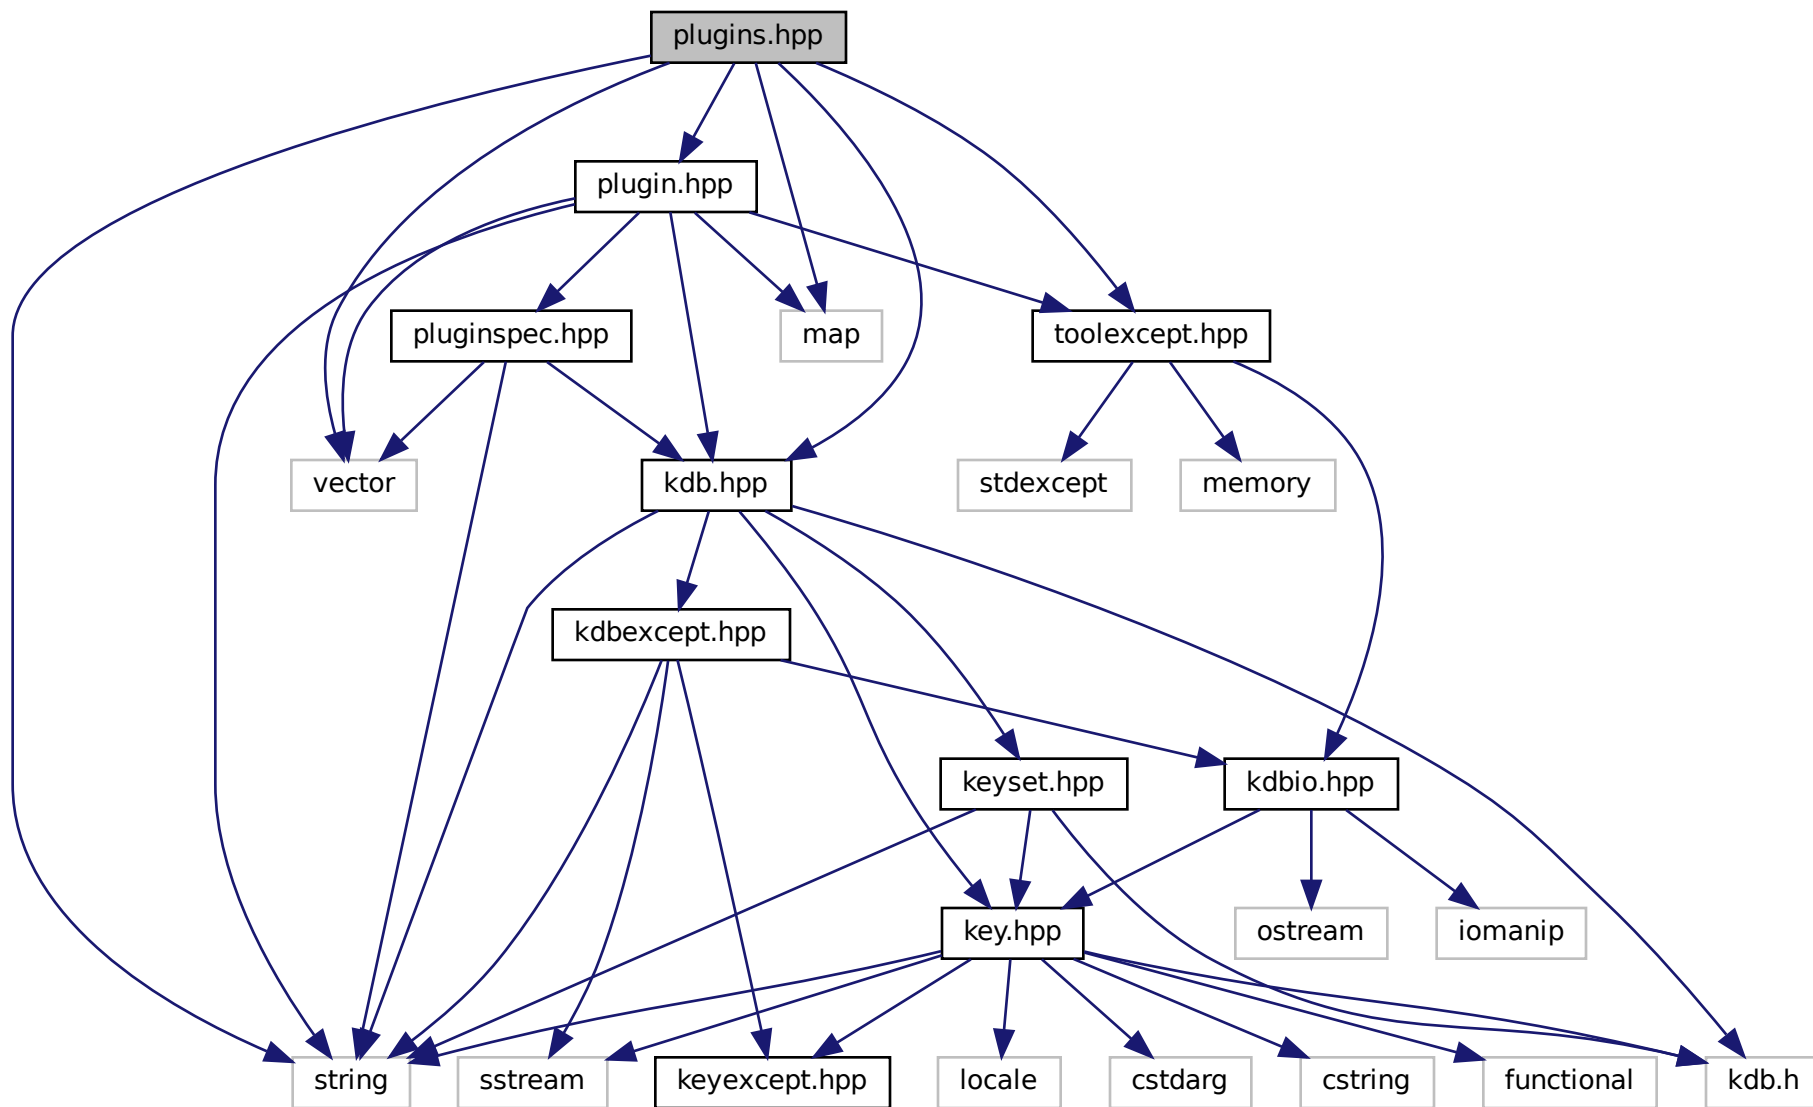 plugins.hpp
plugin.hpp
pluginspec.hpp
map
toolexcept.hpp
vector
kdb.hpp
stdexcept
memory
kdbexcept.hpp
keyset.hpp
kdbio.hpp
key.hpp
ostream
iomanip
string
sstream
keyexcept.hpp
locale
cstdarg
cstring
functional
kdb.h